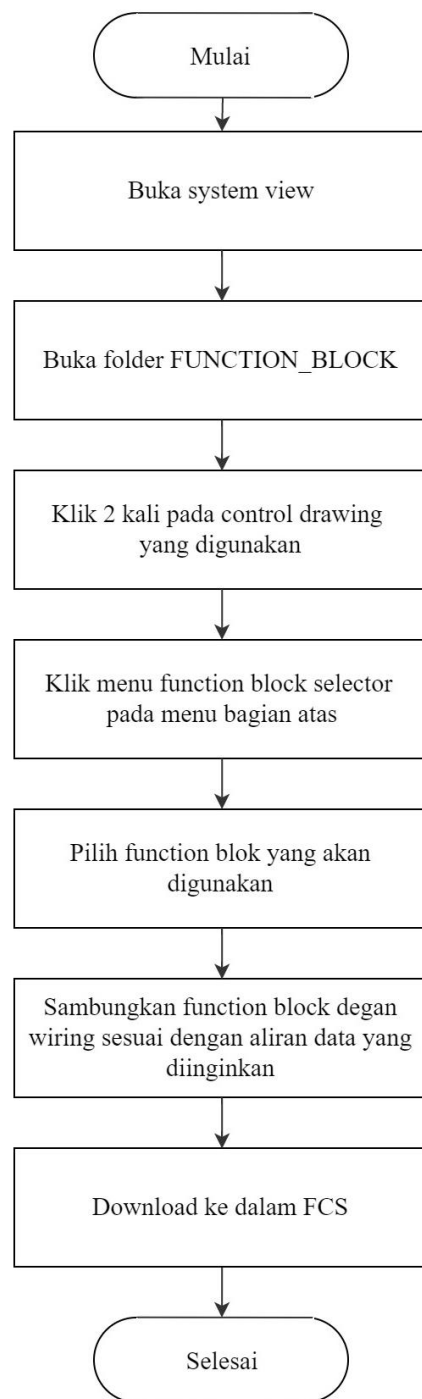 Mulai
Buka system view
Buka folder FUNCTION_BLOCK
Klik 2 kali pada control drawing
yang digunakan
Klik menu function block selector
pada menu bagian atas
Pilih function blok yang akan
digunakan
Sambungkan function block degan
wiring sesuai dengan aliran data yang
diinginkan
Download ke dalam FCS
Selesai